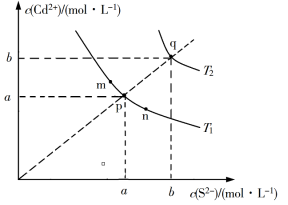 c(Cd²⁺)/(mol・L⁻¹)
q
b
T₂
m
a
p
n
T₁
a
b
c(S²⁻)/(mol・L⁻¹)